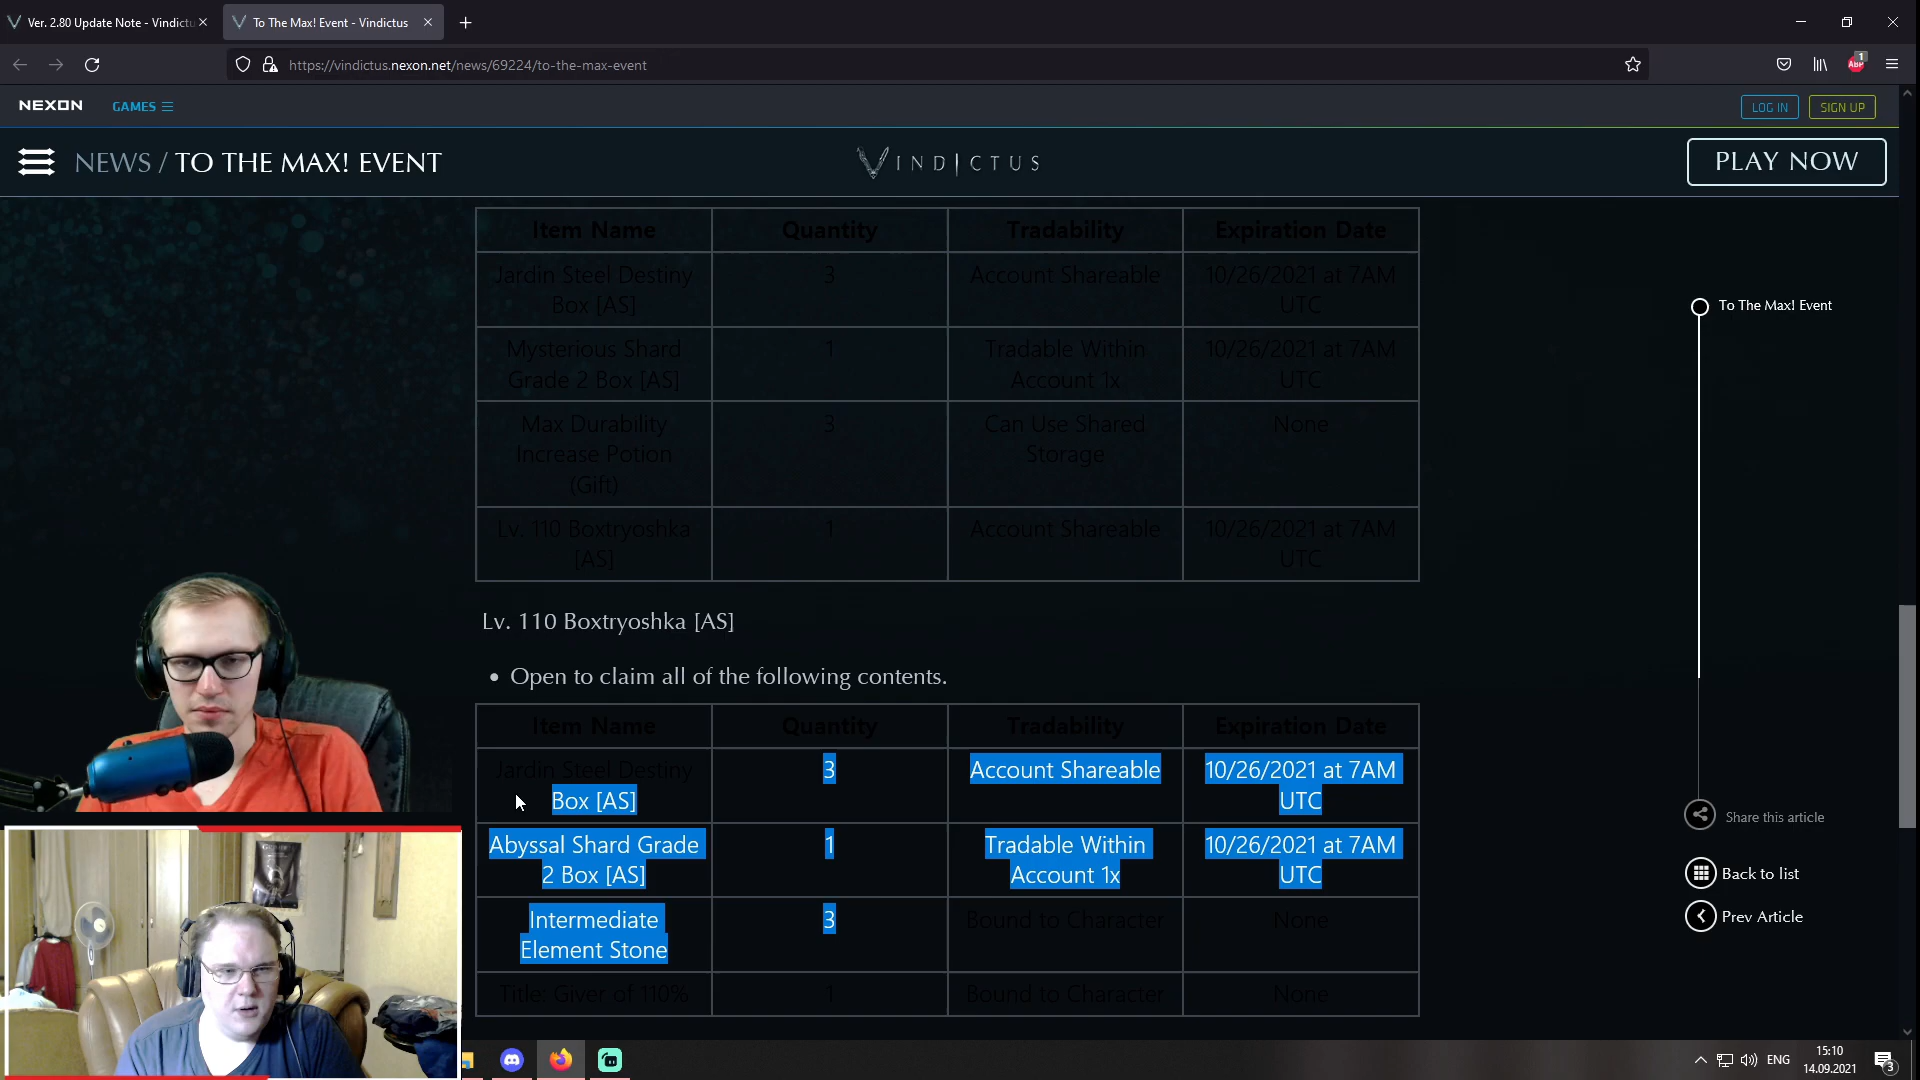 Ver. 2.80 Update Note - Vindictu
To The Max! Event - Vindictus
https://vindictus.nexon.net/news/69224/to-the-max-event
ABP
1
NEXON
GAMES
LOG IN
SIGN UP
NEWS / TO THE MAX! EVENT
VINDICTUS
PLAY NOW
Item Name Quantity Tradability Expiration Date
Jardin Steel Destiny 3 Account Shareable 10/26/2021 at 7AM
Box [AS] UTC
Mysterious Shard 1 Tradable Within 10/26/2021 at 7AM
Grade 2 Box [AS] Account 1x UTC
Max Durability 3 Can Use Shared None
Increase Potion Storage
(Gift)
Lv. 110 Boxtryoshka 1 Account Shareable 10/26/2021 at 7AM
[AS] UTC
Lv. 110 Boxtryoshka [AS]
• Open to claim all of the following contents.
Item Name Quantity Tradability Expiration Date
Jardin Steel Destiny 3 Account Shareable 10/26/2021 at 7AM
Box [AS] UTC
Abyssal Shard Grade 1 Tradable Within 10/26/2021 at 7AM
2 Box [AS] Account 1x UTC
Intermediate 3 Bound to Character None
Element Stone
Title: Giver of 110% 1 Bound to Character None
To The Max! Event
Share this article
Back to list
Prev Article
ENG
15:10
14.09.2021
3